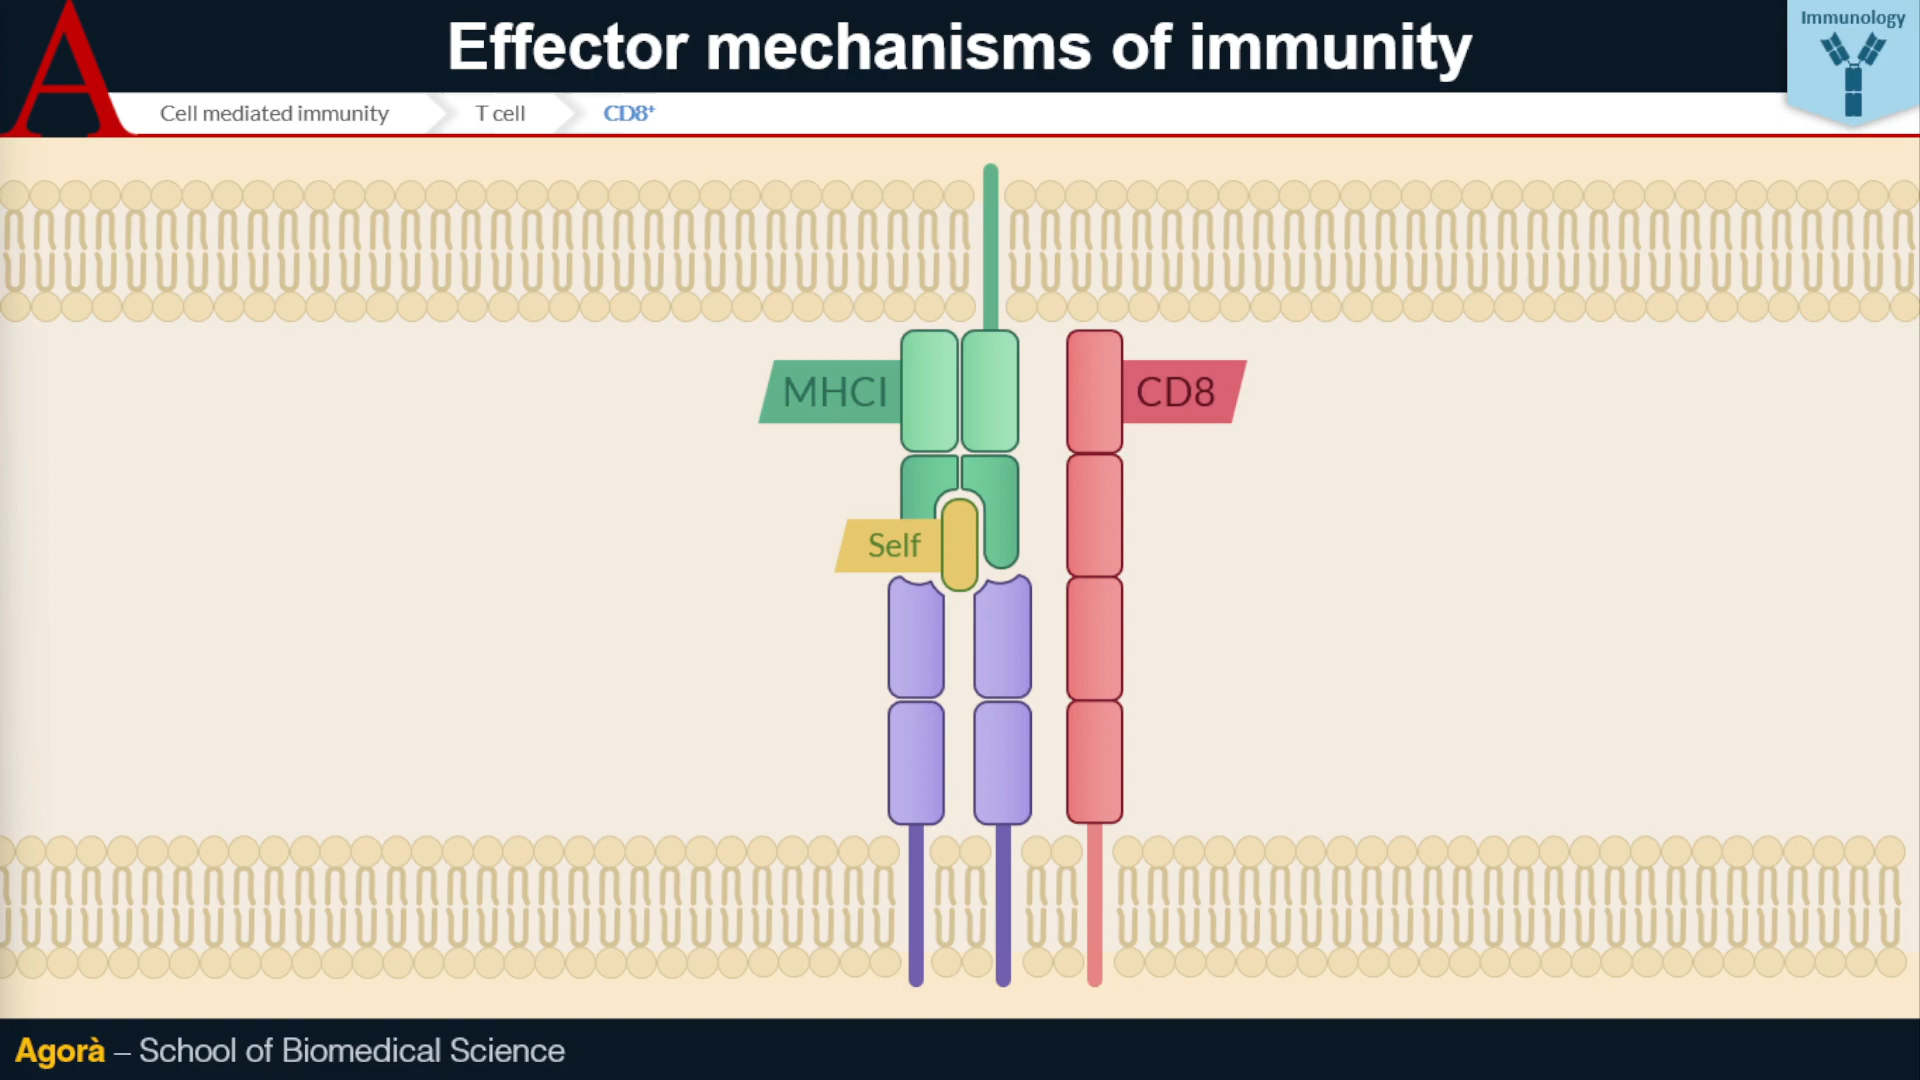 Effector mechanisms of immunity
Immunology
A
Cell mediated immunity
T cell
CD8⁺
MHCI
CD8
Self
Agorà – School of Biomedical Science